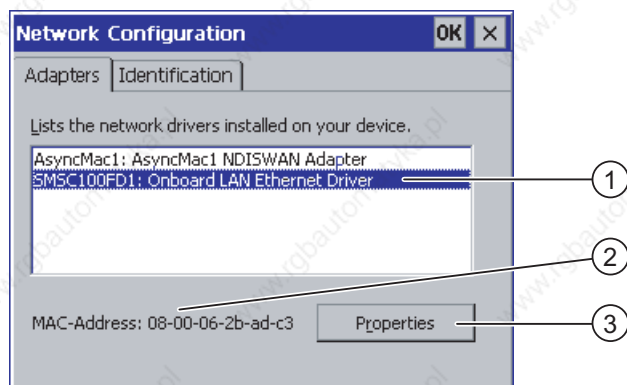 Network Configuration OK ×
Adapters Identification
Lists the network drivers installed on your device.
AsyncMac1: AsyncMac1 NDISWAN Adapter
SMSC100FD1: Onboard LAN Ethernet Driver
1
2
MAC-Address: 08-00-06-2b-ad-c3 Properties
3